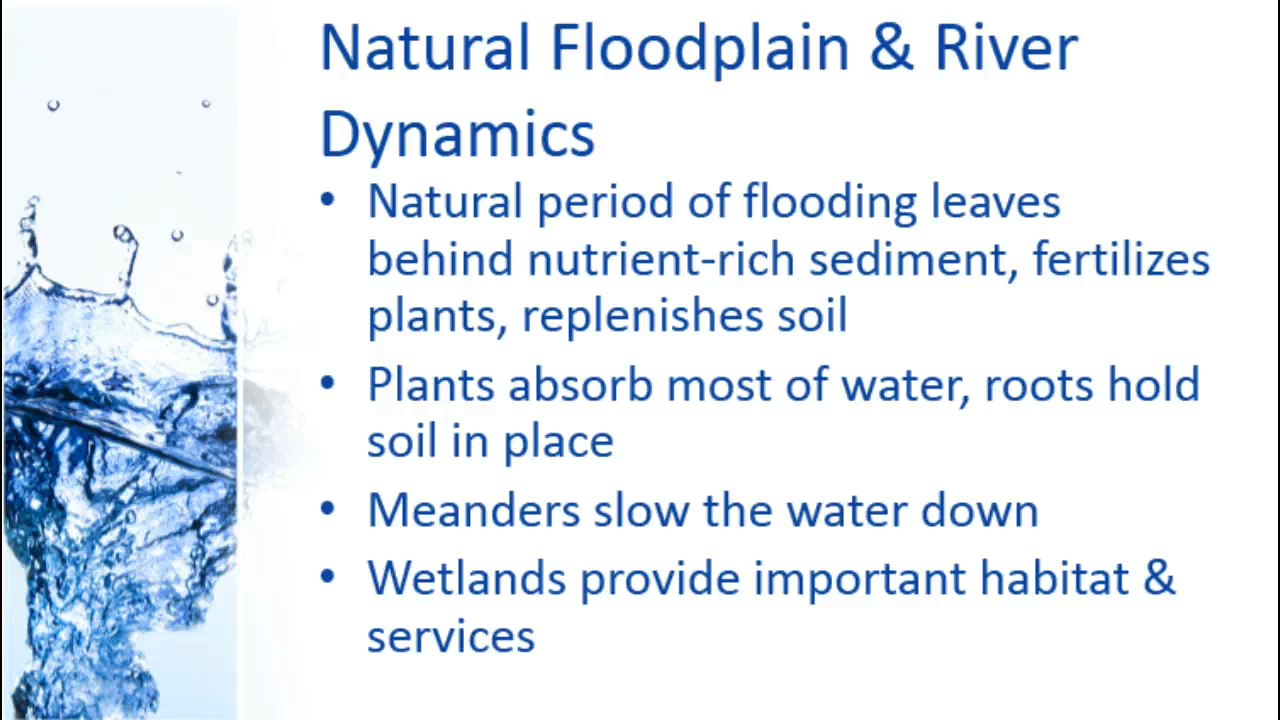 Natural Floodplain & River
Dynamics
• Natural period of flooding leaves
behind nutrient-rich sediment, fertilizes
plants, replenishes soil
• Plants absorb most of water, roots hold
soil in place
• Meanders slow the water down
• Wetlands provide important habitat &
services